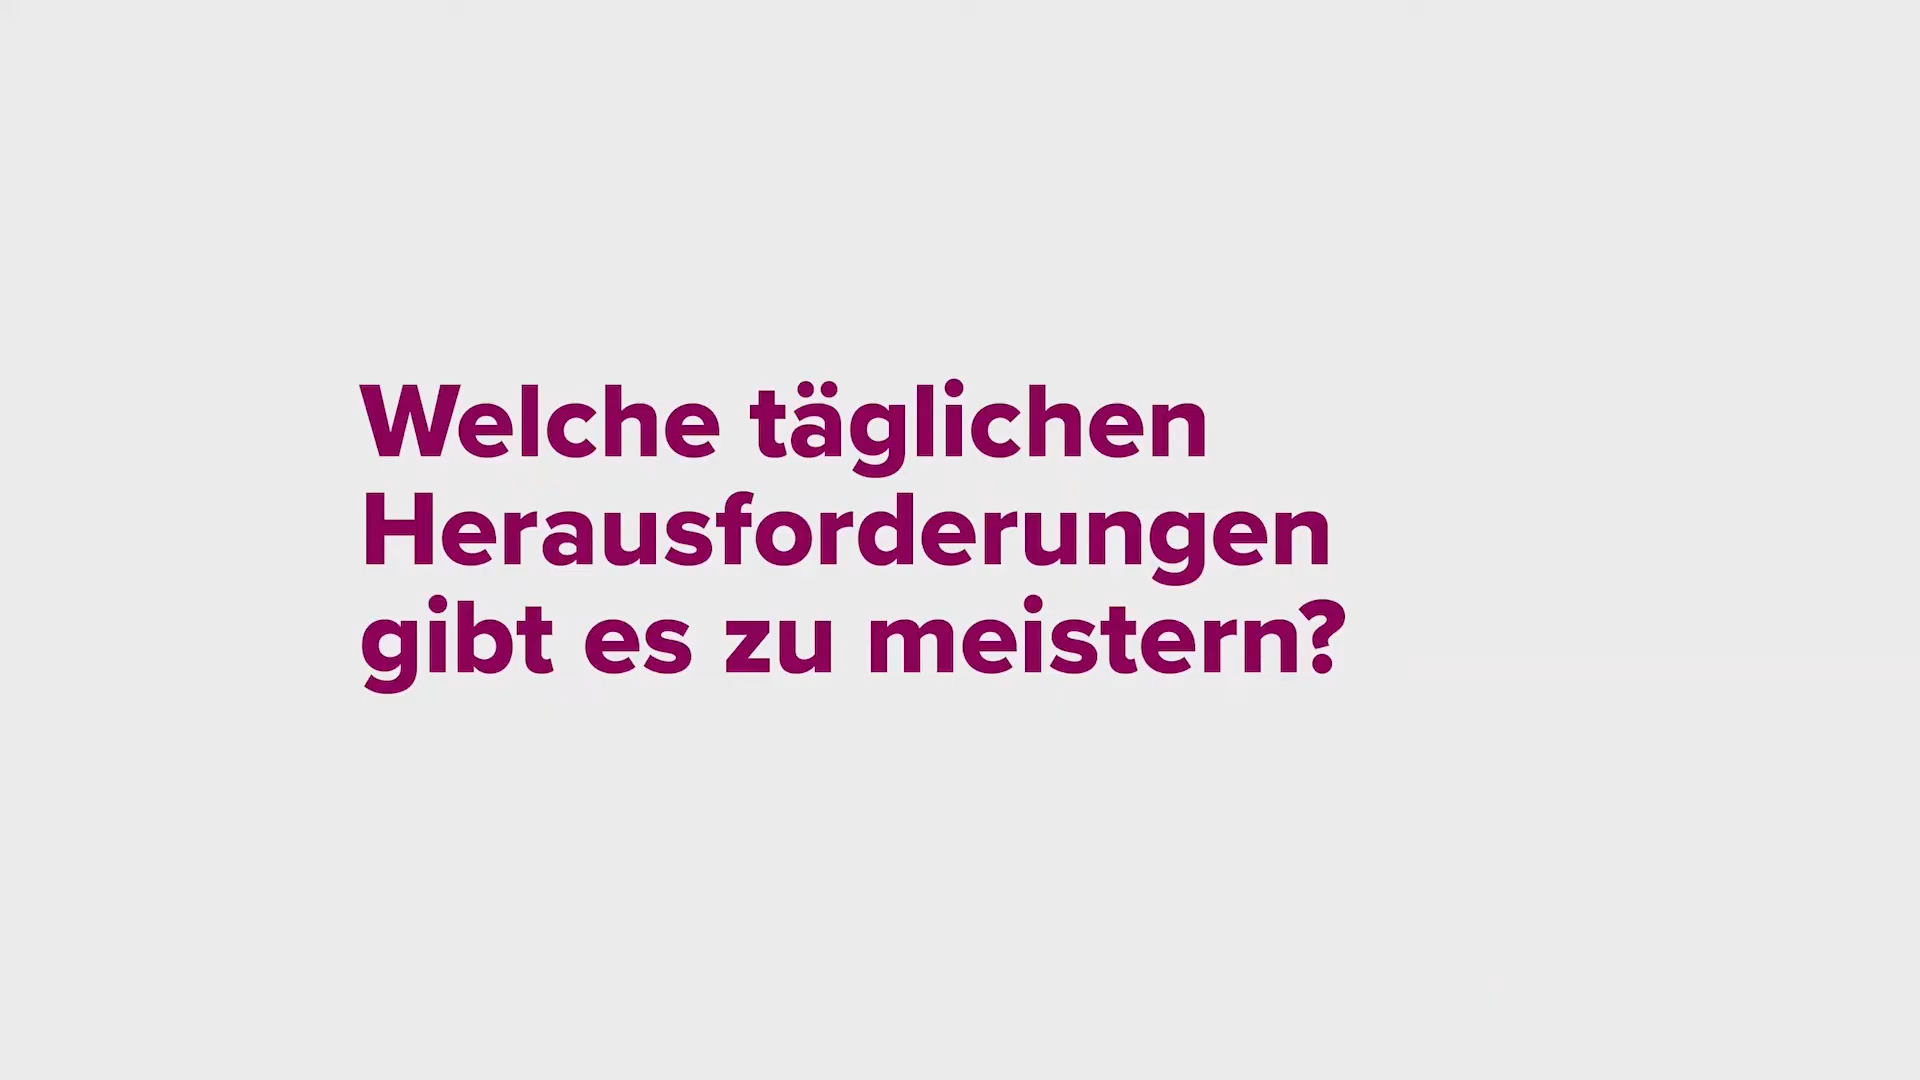 Welche täglichen
Herausforderungen
gibt es zu meistern?